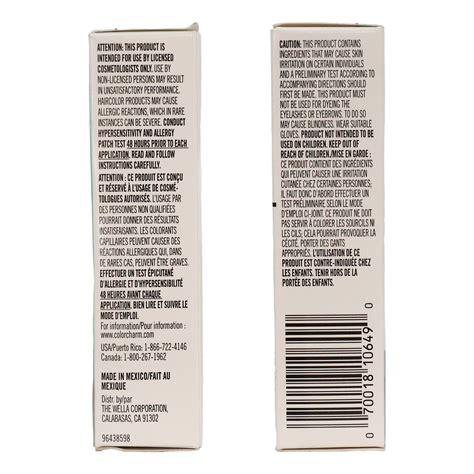 ATTENTION: THIS PRODUCT IS
INTENDED FOR USE BY LICENSED
COSMETOLOGISTS ONLY. USE BY
NON-LICENSED PERSONS MAY RESULT
IN UNSATISFACTORY PERFORMANCE.
HAIRCOLOR PRODUCTS MAY CAUSE
ALLERGIC REACTIONS, WHICH IN RARE
INSTANCES CAN BE SEVERE. CONDUCT
HYPERSENSITIVITY AND ALLERGY
PATCH TEST 48 HOURS PRIOR TO EACH
APPLICATION. READ AND FOLLOW
INSTRUCTIONS CAREFULLY.
ATTENTION : CE PRODUIT EST CONÇU
ET RÉSERVÉ À L'USAGE DE COSMÉ-
TOLOGUES AUTORISÉS. L'USAGE PAR
DES PERSONNES NON QUALIFIÉES
POURRAIT DONNER DES RÉSULTATS
INSATISFAISANTS. LES COLORANTS
CAPILLAIRES PEUVENT CAUSER DES
RÉACTIONS ALLERGIQUES QUI, DANS
DE RARES CAS, PEUVENT ÊTRE GRAVES.
EFFECTUER UN TEST ÉPICUTANÉ
D'ALLERGIE ET D'HYPERSENSIBILITÉ
48 HEURES AVANT CHAQUE
APPLICATION. BIEN LIRE ET SUIVRE LE
MODE D'EMPLOI.
For information/Pour information :
www.colorcharm.com
USA/Puerto Rico: 1-866-722-4146
Canada: 1-800-267-1962
MADE IN MEXICO/FAIT AU
MEXIQUE
Distr. by/par
THE WELLA CORPORATION,
CALABASAS, CA 91302
96438598
CAUTION: THIS PRODUCT CONTAINS
INGREDIENTS THAT MAY CAUSE SKIN
IRRITATION ON CERTAIN INDIVIDUALS
AND A PRELIMINARY TEST ACCORDING TO
ACCOMPANYING DIRECTIONS SHOULD
FIRST BE MADE. THIS PRODUCT MUST
NOT BE USED FOR DYEING THE
EYELASHES OR EYEBROWS. TO DO SO
MAY CAUSE BLINDNESS. WEAR SUITABLE
GLOVES. PRODUCT NOT INTENDED TO BE
USED ON CHILDREN. KEEP OUT OF
REACH OF CHILDREN/MISE EN GARDE :
CE PRODUIT CONTIENT DES INGRÉDIENTS
QUI PEUVENT CAUSER UNE IRRITATION
CUTANÉE CHEZ CERTAINES PERSONNES;
IL FAUT DONC D'ABORD EFFECTUER UN
TEST PRÉLIMINAIRE SELON LE MODE
D'EMPLOI CI-JOINT. CE PRODUIT NE DOIT
PAS SERVIR À COLORER LES SOURCILS NI
LES CILS; CELA POURRAIT PROVOQUER LA
CÉCITÉ. PORTER DES GANTS
APPROPRIÉS. L'UTILISATION DE CE
PRODUIT EST CONTRE-INDIQUÉE CHEZ
LES ENFANTS. TENIR HORS DE LA
PORTÉE DES ENFANTS.
0 70018 10649 0